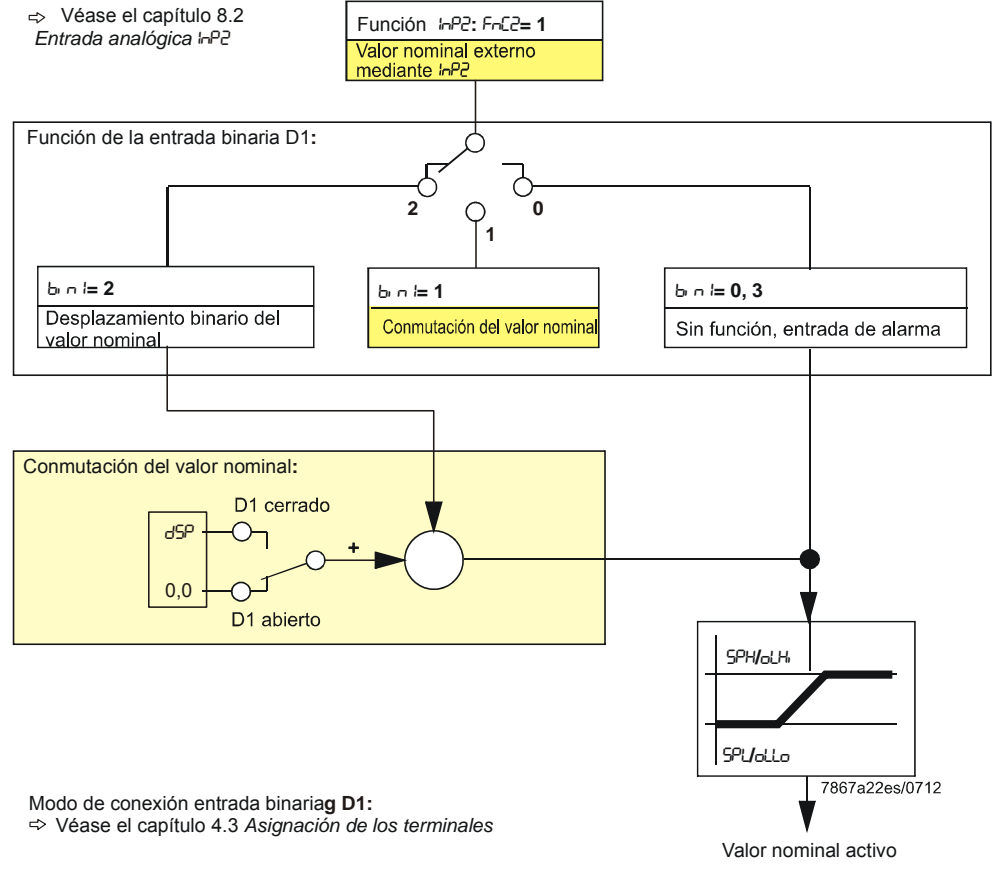 ⇨ Véase el capítulo 8.2
Entrada analógica InP2
Función InP2: FnC2= 1
Valor nominal externo
mediante InP2
Función de la entrada binaria D1:
2
0
1
bin1= 2
Desplazamiento binario del
valor nominal
bin1= 1
Conmutación del valor nominal
bin1= 0, 3
Sin función, entrada de alarma
Conmutación del valor nominal:
D1 cerrado
dSP
+
0,0
D1 abierto
SPH/oLHi
SPL/oLLo
7867a22es/0712
Modo de conexión entrada binariag D1:
⇨ Véase el capítulo 4.3 Asignación de los terminales
Valor nominal activo